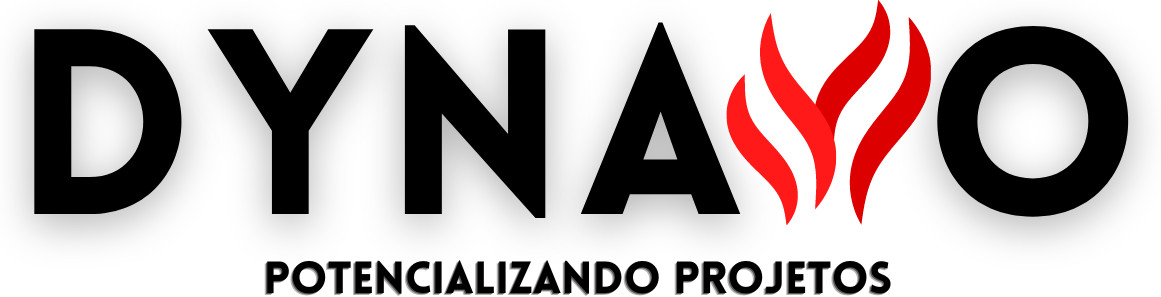 DYNAMO
POTENCIALIZANDO PROJETOS